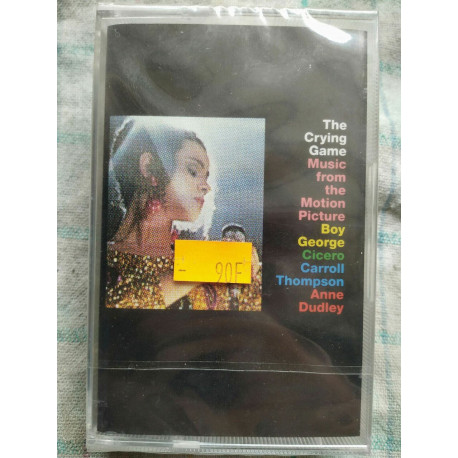 The
Crying
Game
Music
from
the
Motion
Picture
Boy
George
Cicero
Carroll
Thompson
Anne
Dudley
- 90F